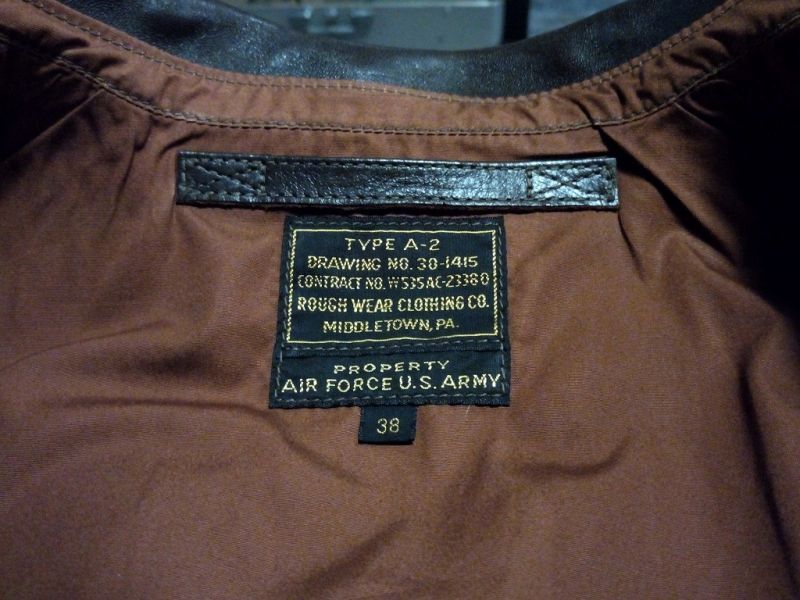 TYPE A-2
DRAWING NO. 30-1415
CONTRACT NO. W535AC-23380
ROUGH WEAR CLOTHING CO.
MIDDLETOWN, PA.
PROPERTY
AIR FORCE U.S. ARMY
38